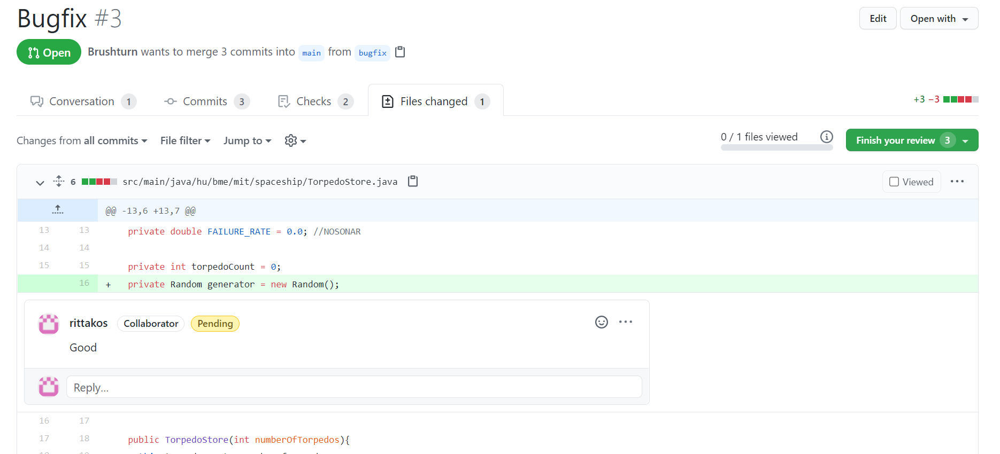 Bugfix #3
Edit
Open with
Open
Brushturn wants to merge 3 commits into main from bugfix
Conversation 1
Commits 3
Checks 2
Files changed 1
+3 −3
Changes from all commits
File filter
Jump to
0 / 1 files viewed
Finish your review 3
6 src/main/java/hu/bme/mit/spaceship/TorpedoStore.java
Viewed
@@ -13,6 +13,7 @@
13 13 private double FAILURE_RATE = 0.0; //NOSONAR
14 14
15 15 private int torpedoCount = 0;
16 + private Random generator = new Random();
rittakos Collaborator Pending
Good
Reply...
16 17
17 18 public TorpedoStore(int numberOfTorpedos){